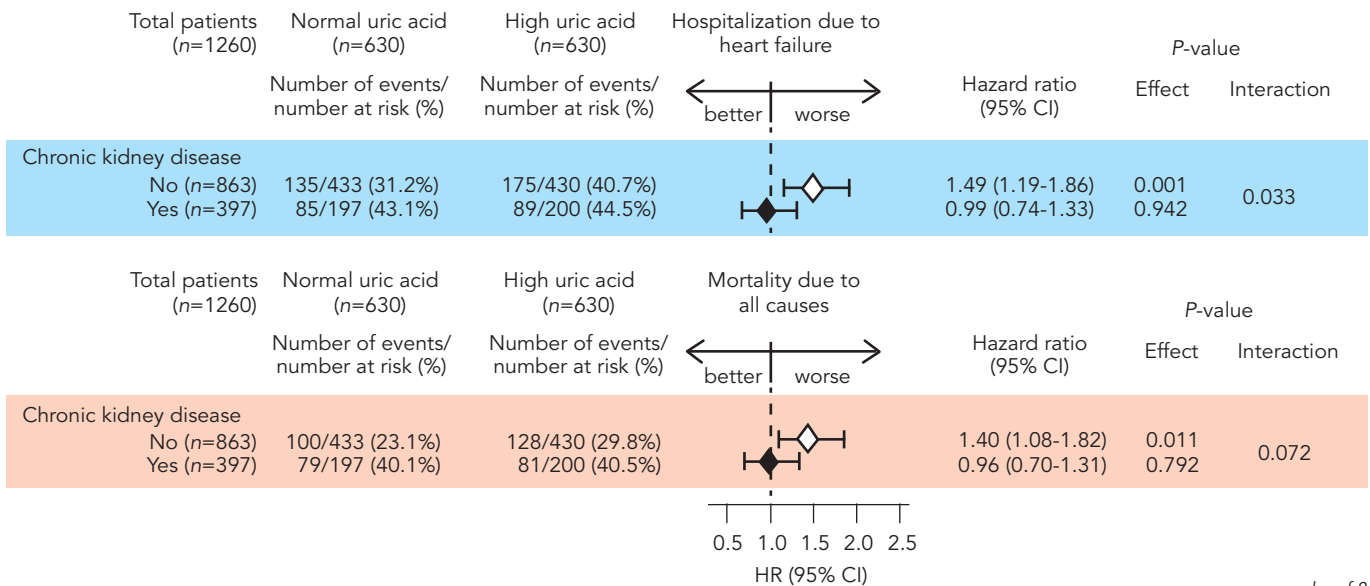 Total patients Normal uric acid High uric acid Hospitalization due to
(n=1260) (n=630) (n=630) heart failure P-value
Number of events/ Number of events/ Hazard ratio Effect Interaction
number at risk (%) number at risk (%) better worse (95% CI)
Chronic kidney disease
No (n=863) 135/433 (31.2%) 175/430 (40.7%) 1.49 (1.19-1.86) 0.001
Yes (n=397) 85/197 (43.1%) 89/200 (44.5%) 0.99 (0.74-1.33) 0.942 0.033
Total patients Normal uric acid High uric acid Mortality due to
(n=1260) (n=630) (n=630) all causes P-value
Number of events/ Number of events/ Hazard ratio Effect Interaction
number at risk (%) number at risk (%) better worse (95% CI)
Chronic kidney disease
No (n=863) 100/433 (23.1%) 128/430 (29.8%) 1.40 (1.08-1.82) 0.011
Yes (n=397) 79/197 (40.1%) 81/200 (40.5%) 0.96 (0.70-1.31) 0.792 0.072
0.5 1.0 1.5 2.0 2.5
HR (95% CI)